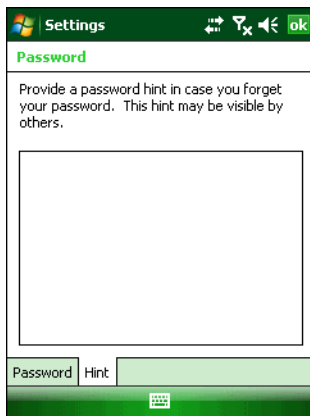 Settings
ok
Password
Provide a password hint in case you forget
your password. This hint may be visible by
others.
Password Hint